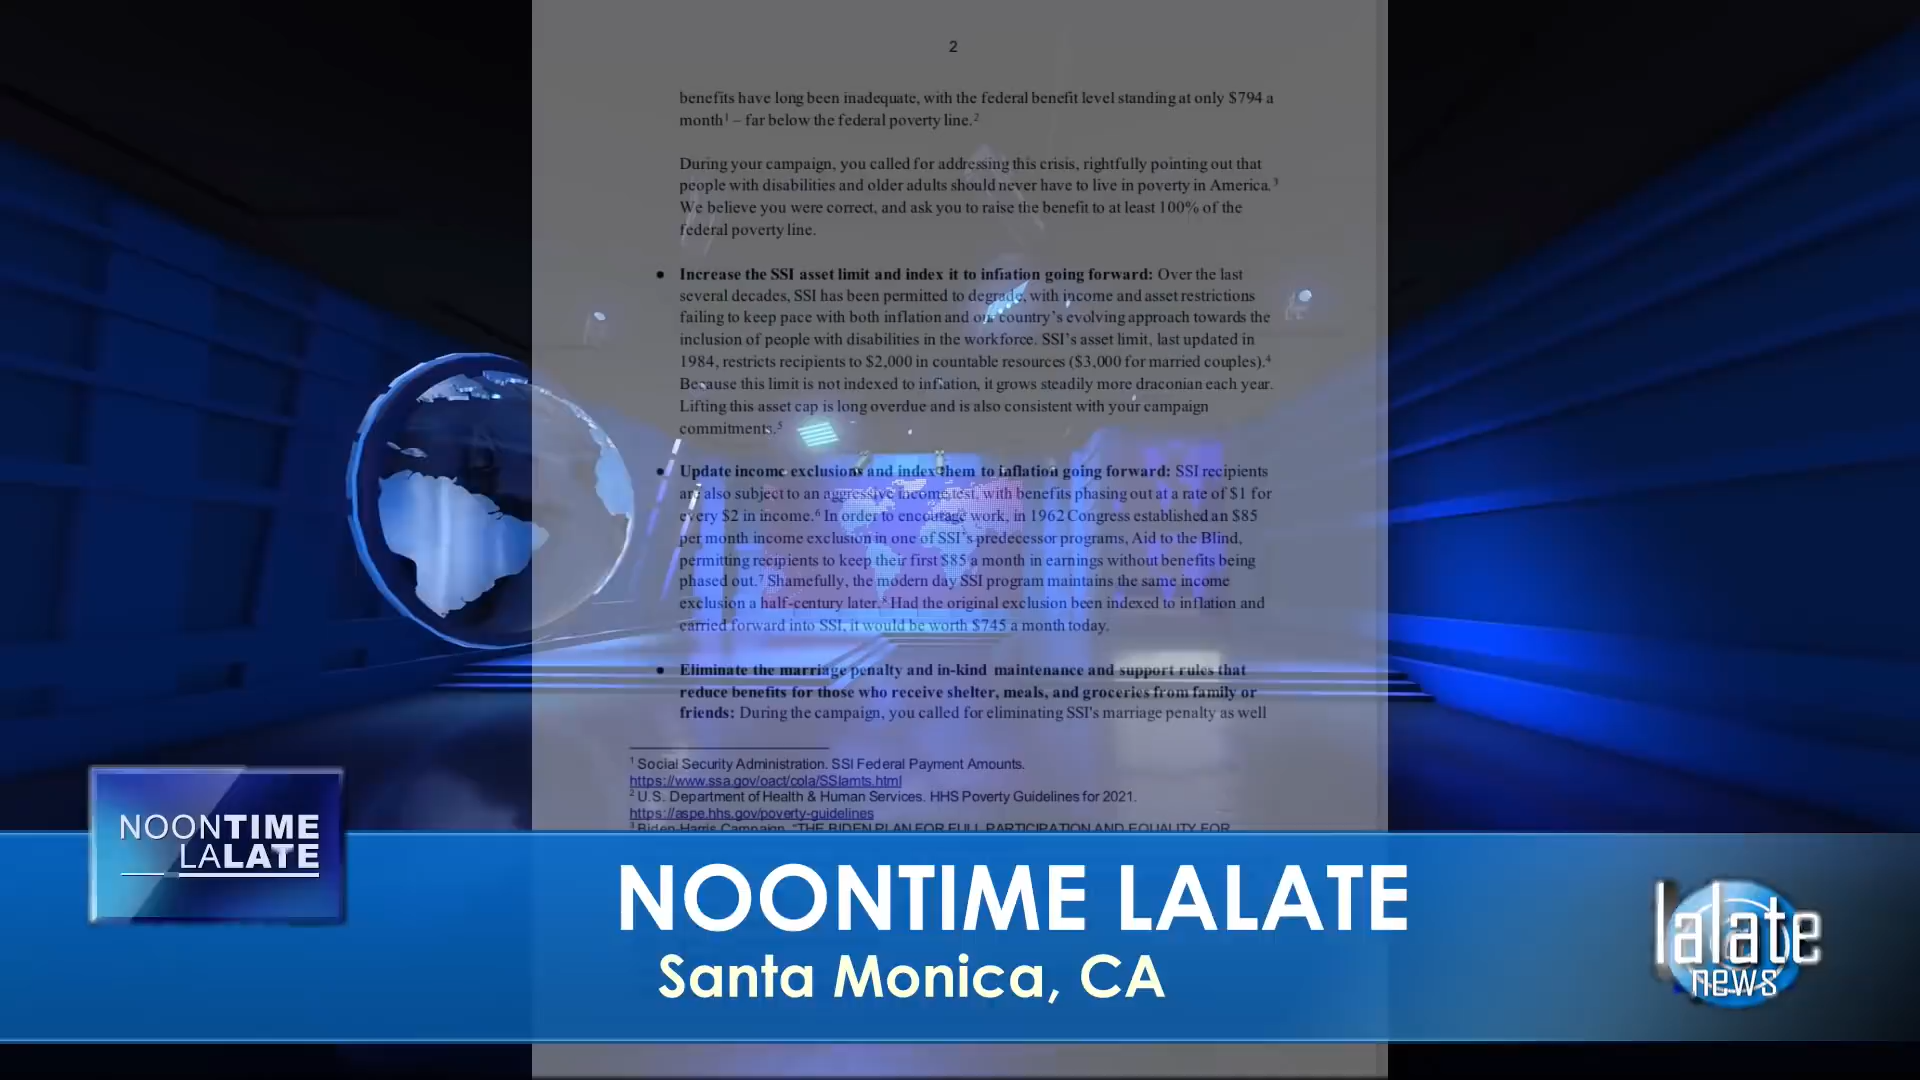 2
benefits have long been inadequate, with the federal benefit level standing at only $794 a
month¹ – far below the federal poverty line.²
During your campaign, you called for addressing this crisis, rightfully pointing out that
people with disabilities and older adults should never have to live in poverty in America.³
We believe you were correct, and ask you to raise the benefit to at least 100% of the
federal poverty line.
● Increase the SSI asset limit and index it to inflation going forward: Over the last
several decades, SSI has been permitted to degrade, with income and asset restrictions
failing to keep pace with both inflation and our country's evolving approach towards the
inclusion of people with disabilities in the workforce. SSI's asset limit, last updated in
1984, restricts recipients to $2,000 in countable resources ($3,000 for married couples).⁴
Because this limit is not indexed to inflation, it grows steadily more draconian each year.
Lifting this asset cap is long overdue and is also consistent with your campaign
commitments.⁵
● Update income exclusions and index them to inflation going forward: SSI recipients
are also subject to an aggressive income test, with benefits phasing out at a rate of $1 for
every $2 in income.⁶ In order to encourage work, in 1962 Congress established an $85
per month income exclusion in one of SSI's predecessor programs, Aid to the Blind,
permitting recipients to keep their first $85 a month in earnings without benefits being
phased out.⁷ Shamefully, the modern day SSI program maintains the same income
exclusion a half-century later.⁸ Had the original exclusion been indexed to inflation and
carried forward into SSI, it would be worth $745 a month today.
● Eliminate the marriage penalty and in-kind maintenance and support rules that
reduce benefits for those who receive shelter, meals, and groceries from family or
friends: During the campaign, you called for eliminating SSI's marriage penalty as well
¹ Social Security Administration. SSI Federal Payment Amounts.
https://www.ssa.gov/oact/cola/SSIamts.html
² U.S. Department of Health & Human Services. HHS Poverty Guidelines for 2021.
https://aspe.hhs.gov/poverty-guidelines
³ Biden-Harris Campaign. "THE BIDEN PLAN FOR FULL PARTICIPATION AND EQUALITY FOR
NOONTIME
LALATE
NOONTIME LALATE
Santa Monica, CA
lalate
news